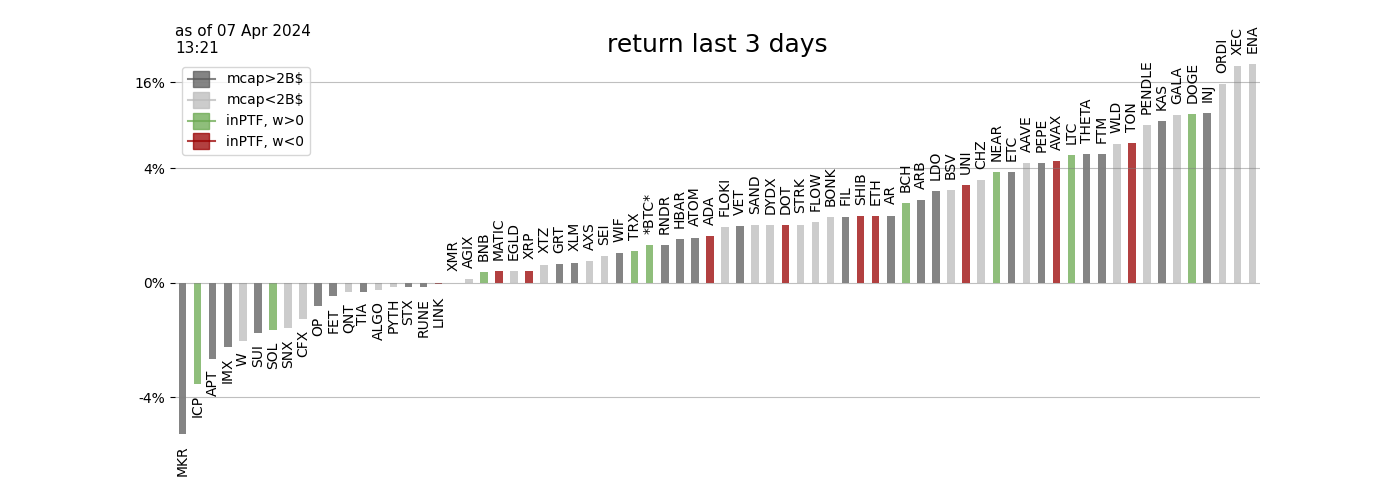 as of 07 Apr 2024
13:21
return last 3 days
mcap>2B$
mcap<2B$
inPTF, w>0
inPTF, w<0
16%
4%
0%
-4%
MKR
ICP
APT
IMX
W
SUI
SOL
SNX
CFX
OP
FET
QNT
TIA
ALGO
PYTH
STX
RUNE
LINK
XMR
AGIX
BNB
MATIC
EGLD
XRP
XTZ
GRT
XLM
AXS
SEI
WIF
TRX
*BTC*
RNDR
HBAR
ATOM
ADA
FLOKI
VET
SAND
DYDX
DOT
STRK
FLOW
BONK
FIL
SHIB
ETH
AR
BCH
ARB
LDO
BSV
UNI
CHZ
NEAR
ETC
AAVE
PEPE
AVAX
LTC
THETA
FTM
WLD
TON
PENDLE
KAS
GALA
DOGE
INJ
ORDI
XEC
ENA